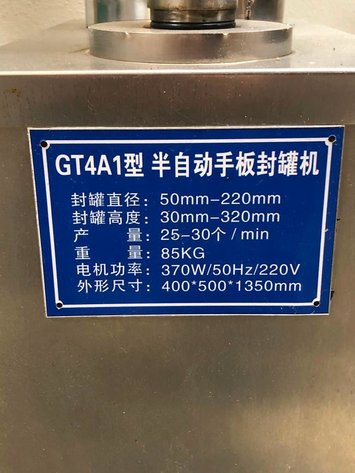 GT4A1型 半自动手板封罐机
封罐直径：50mm-220mm
封罐高度：30mm-320mm
产　　量：25-30个/min
重　　量：85KG
电机功率：370W/50Hz/220V
外形尺寸：400*500*1350mm